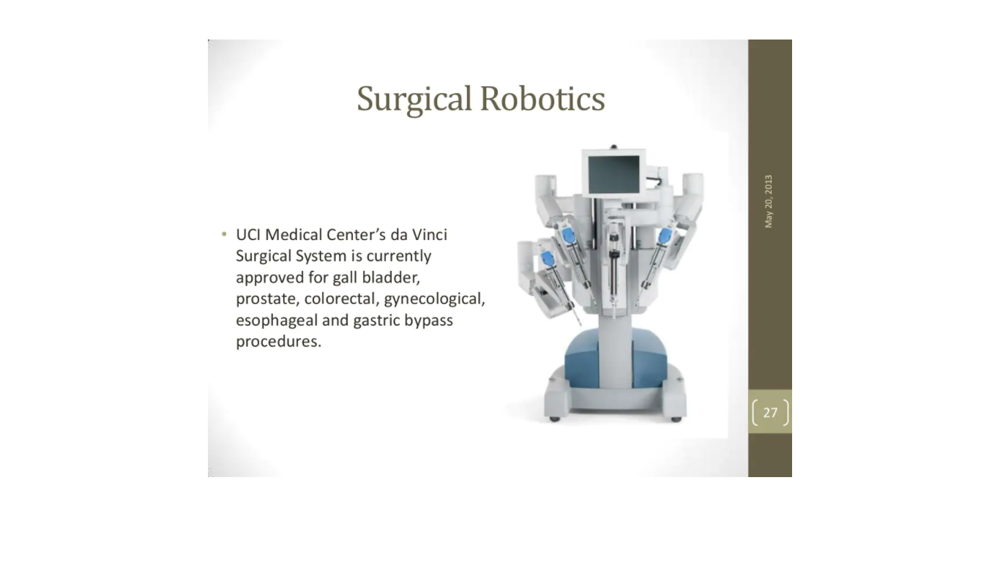 Surgical Robotics
• UCI Medical Center’s da Vinci
Surgical System is currently
approved for gall bladder,
prostate, colorectal, gynecological,
esophageal and gastric bypass
procedures.
May 20, 2013
27